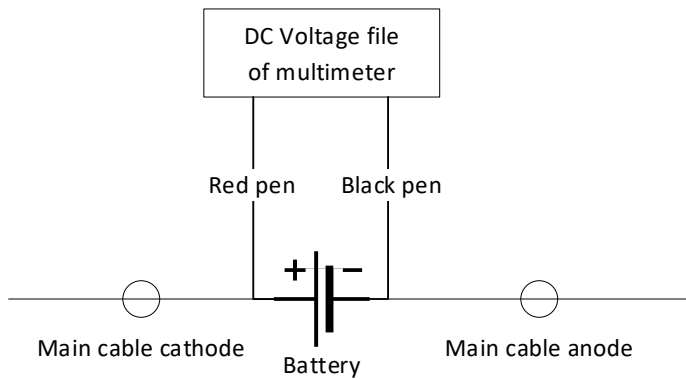 DC Voltage file
of multimeter
Red pen
Black pen
+
−
Main cable cathode
Main cable anode
Battery